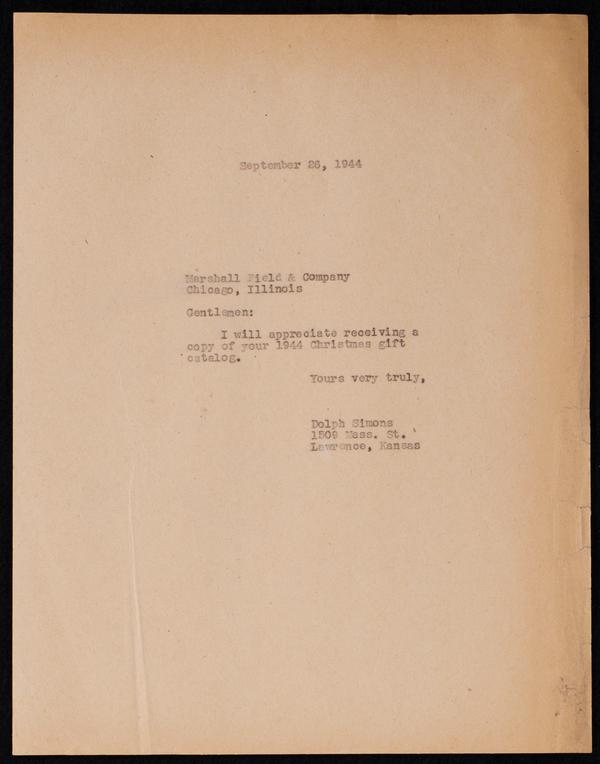 September 26, 1944
Marshall Field & Company
Chicago, Illinois
Gentlemen:
I will appreciate receiving a
copy of your 1944 Christmas gift
catalog.
Yours very truly,
Dolph Simons
1509 Mass. St.
Lawrence, Kansas